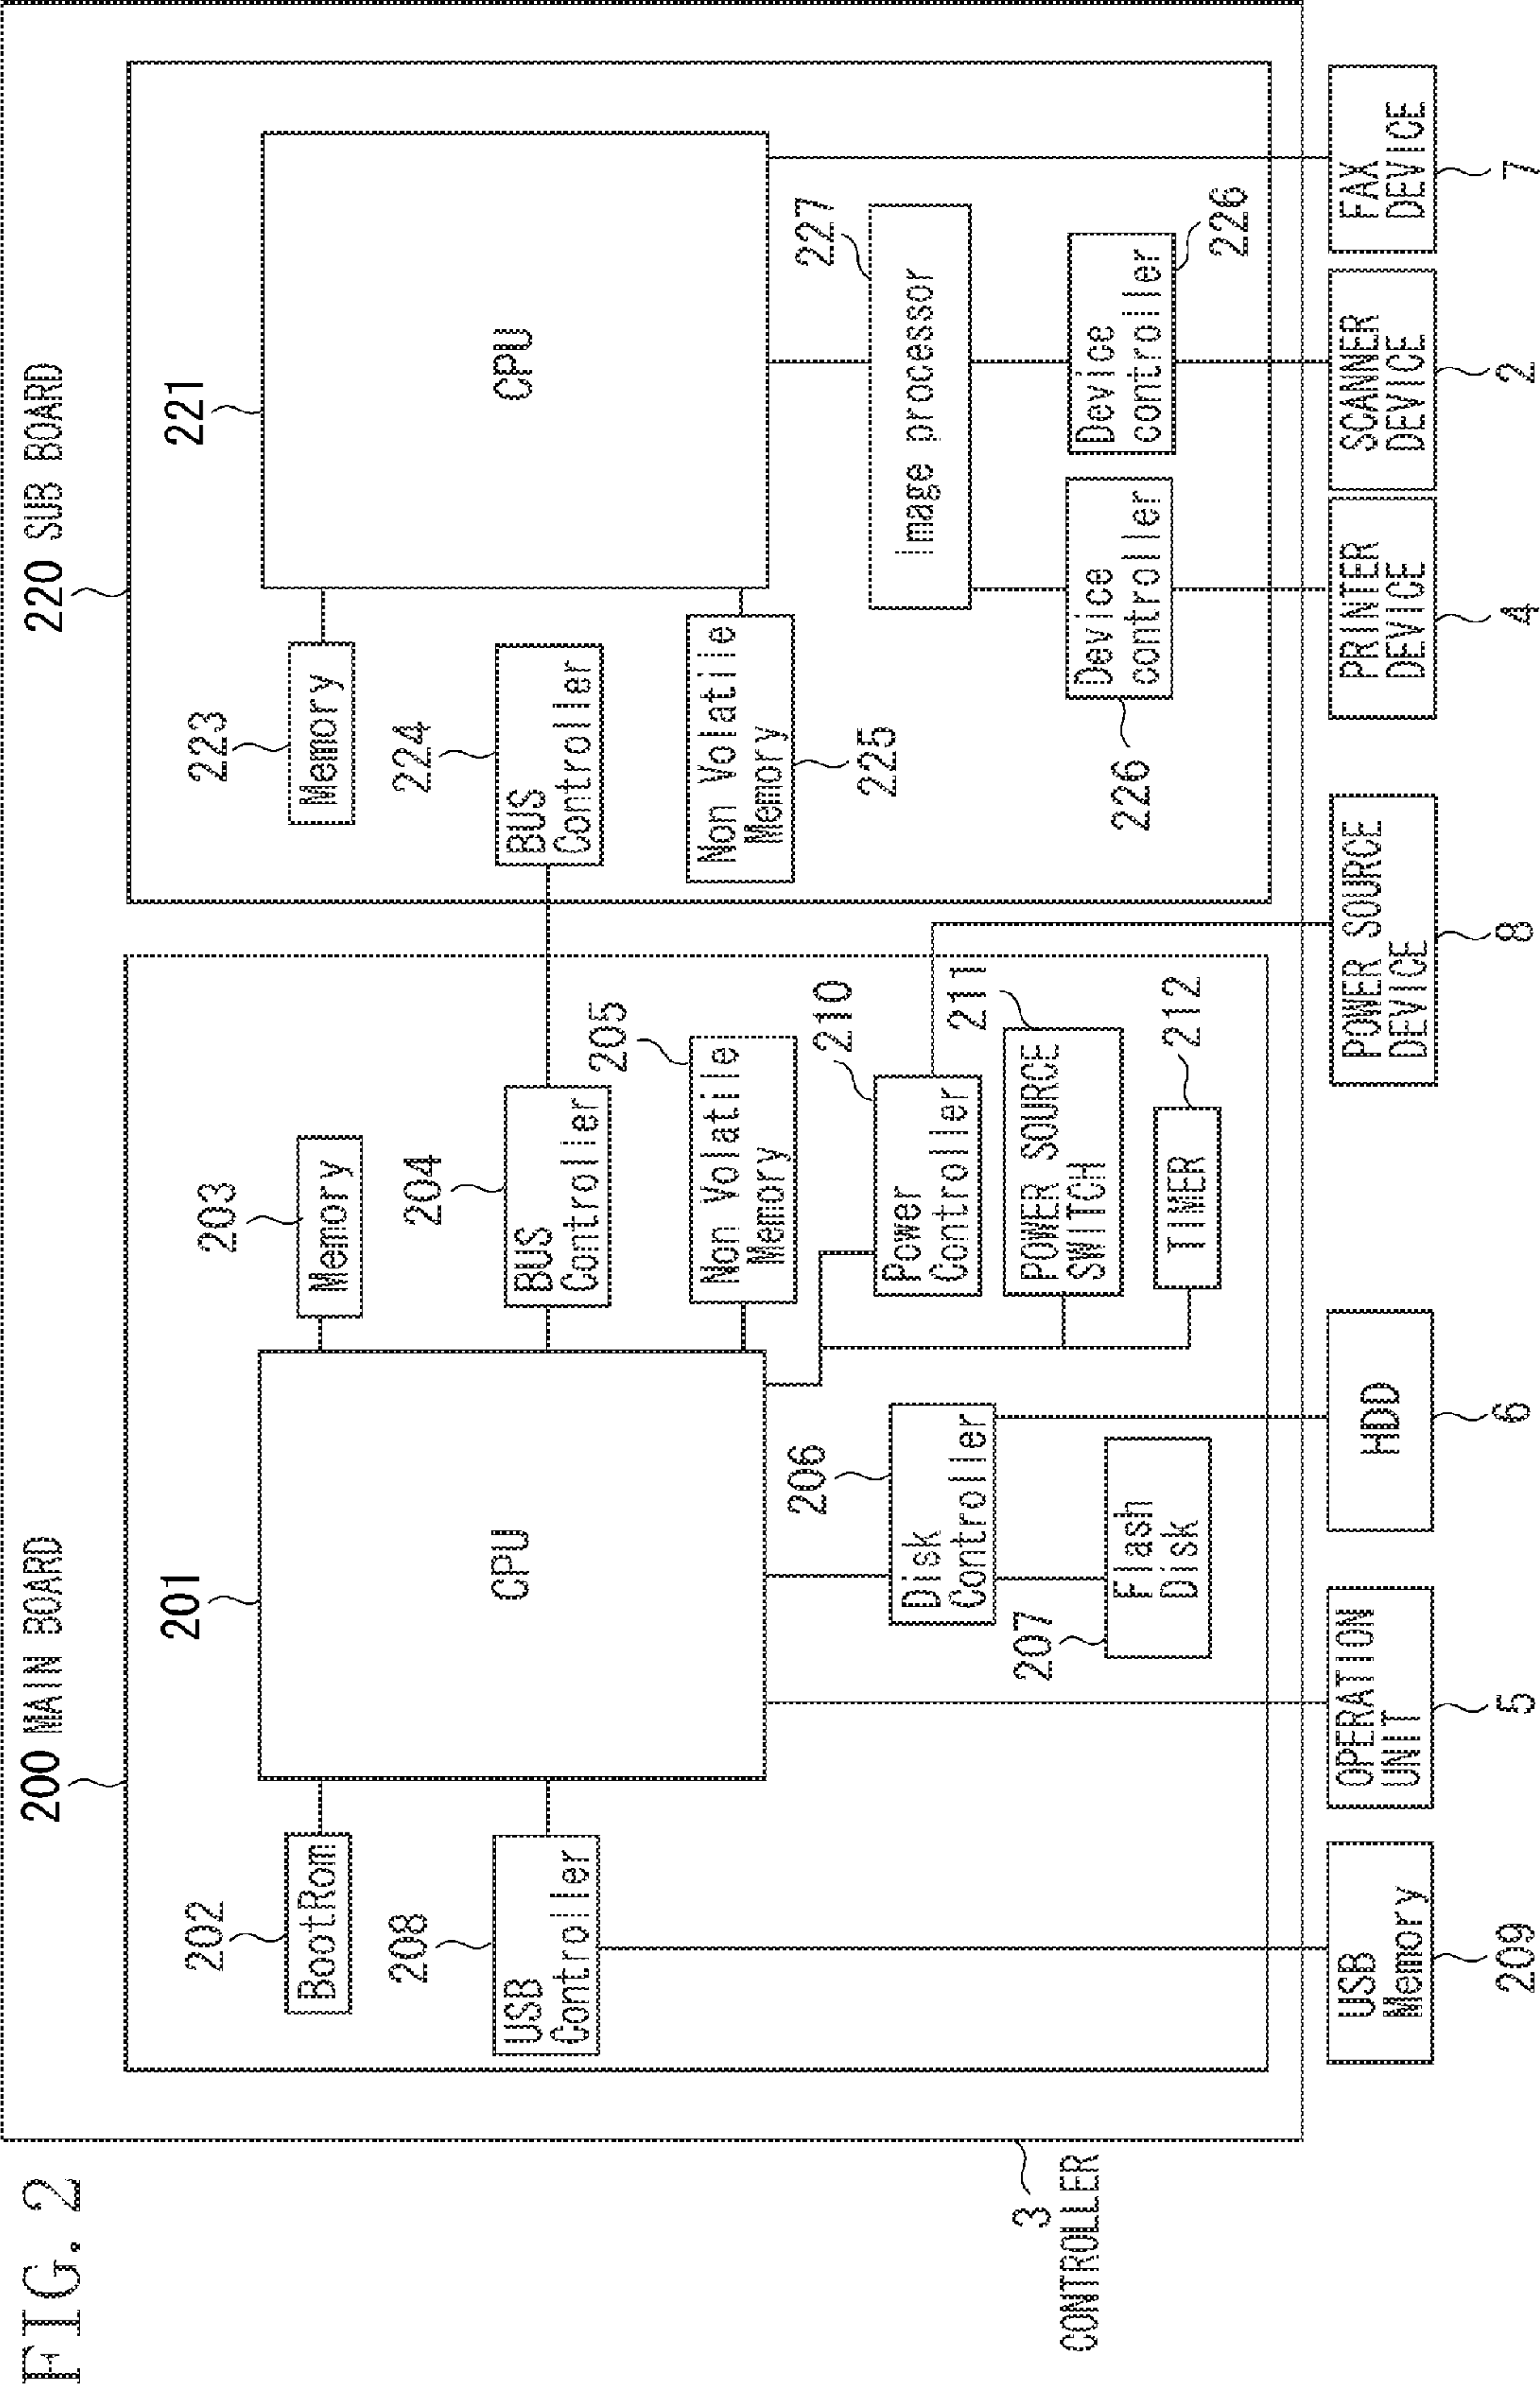 FIG. 2
200 MAIN BOARD
220 SUB BOARD
201
CPU
202
BootRom
203
Memory
208
USB
Controller
204
BUS
Controller
205
Non Volatile
Memory
206
Disk
Controller
207
Flash
Disk
210
Power
Controller
211
POWER SOURCE
SWITCH
212
TIMER
221
CPU
223
Memory
224
BUS
Controller
225
Non Volatile
Memory
227
image processor
226
Device
controller
Device
controller
226
3
CONTROLLER
USB
Memory
209
OPERATION
UNIT
5
HDD
6
POWER SOURCE
DEVICE
8
PRINTER
DEVICE
4
SCANNER
DEVICE
2
FAX
DEVICE
7